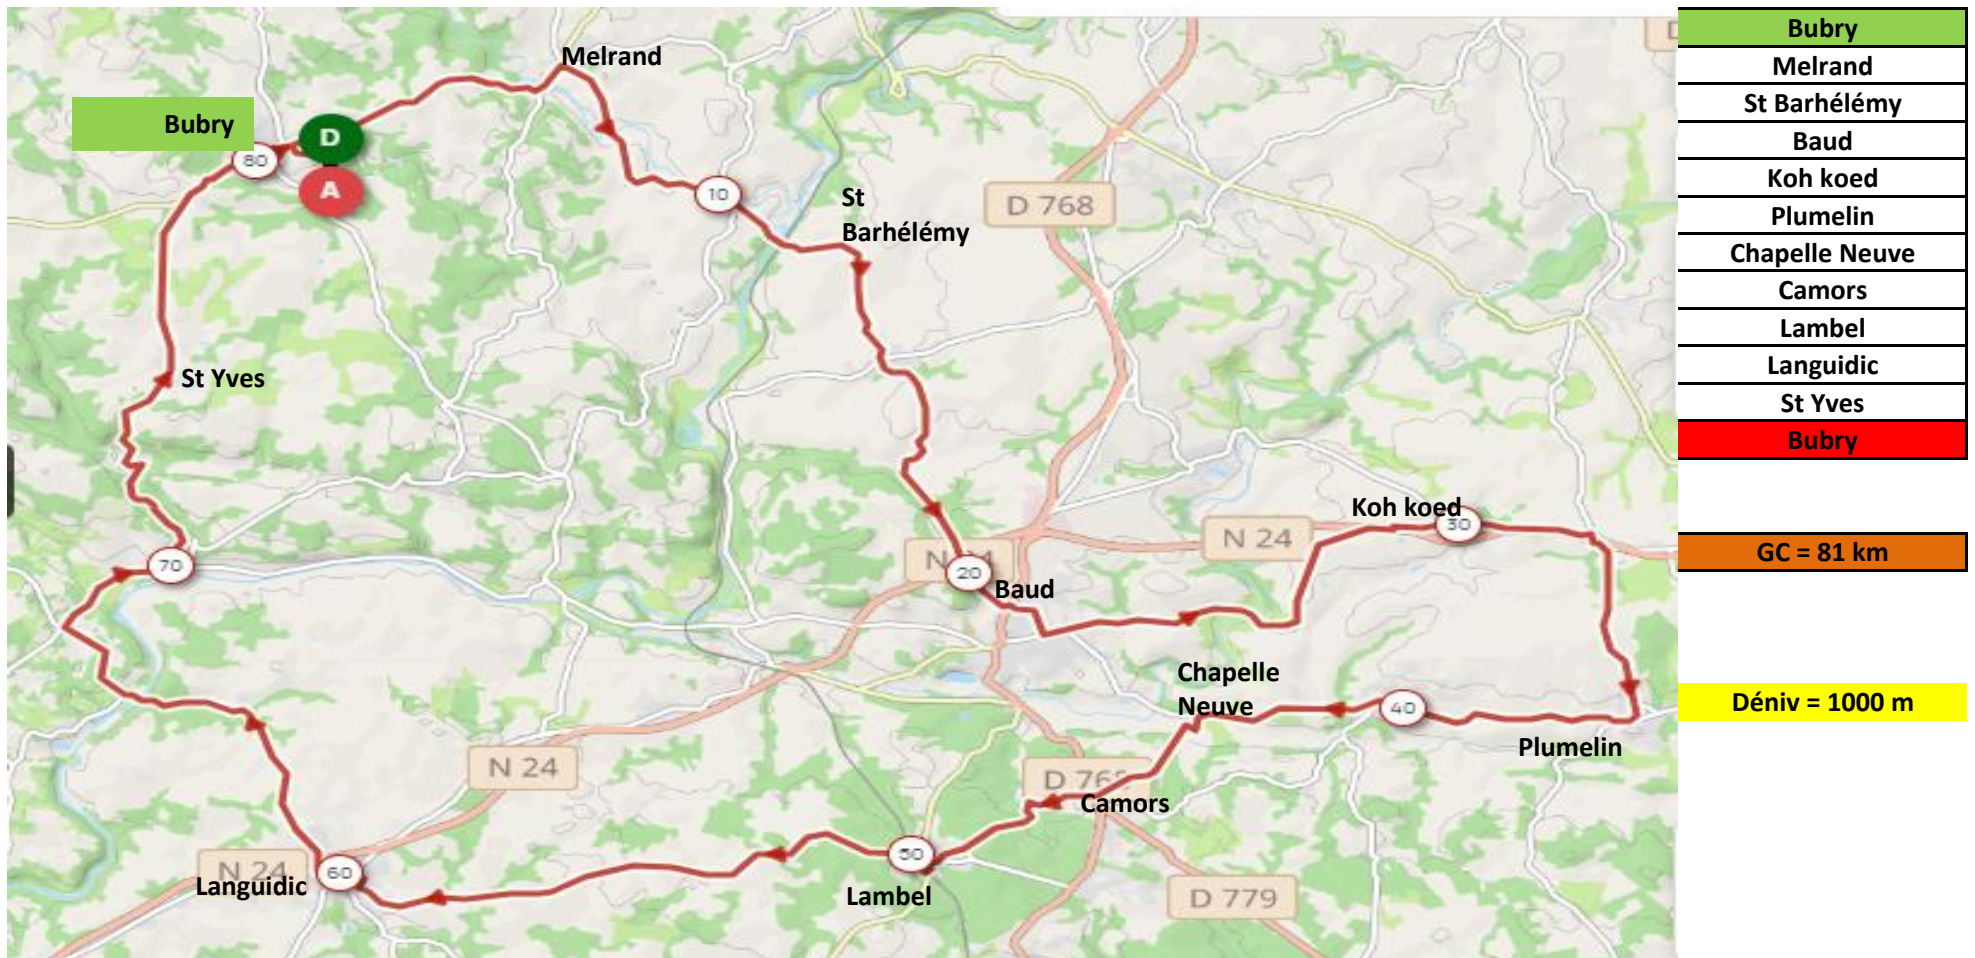 Melrand
Bubry
D
80
A
10
St
Barhélémy
D 768
St Yves
Koh koed
30
N 24
70
20
Baud
Chapelle
Neuve
40
Plumelin
N 24
Camors
50
Lambel
N 24
60
Languidic
D 779
Bubry
Melrand
St Barhélémy
Baud
Koh koed
Plumelin
Chapelle Neuve
Camors
Lambel
Languidic
St Yves
Bubry
GC = 81 km
Déniv = 1000 m